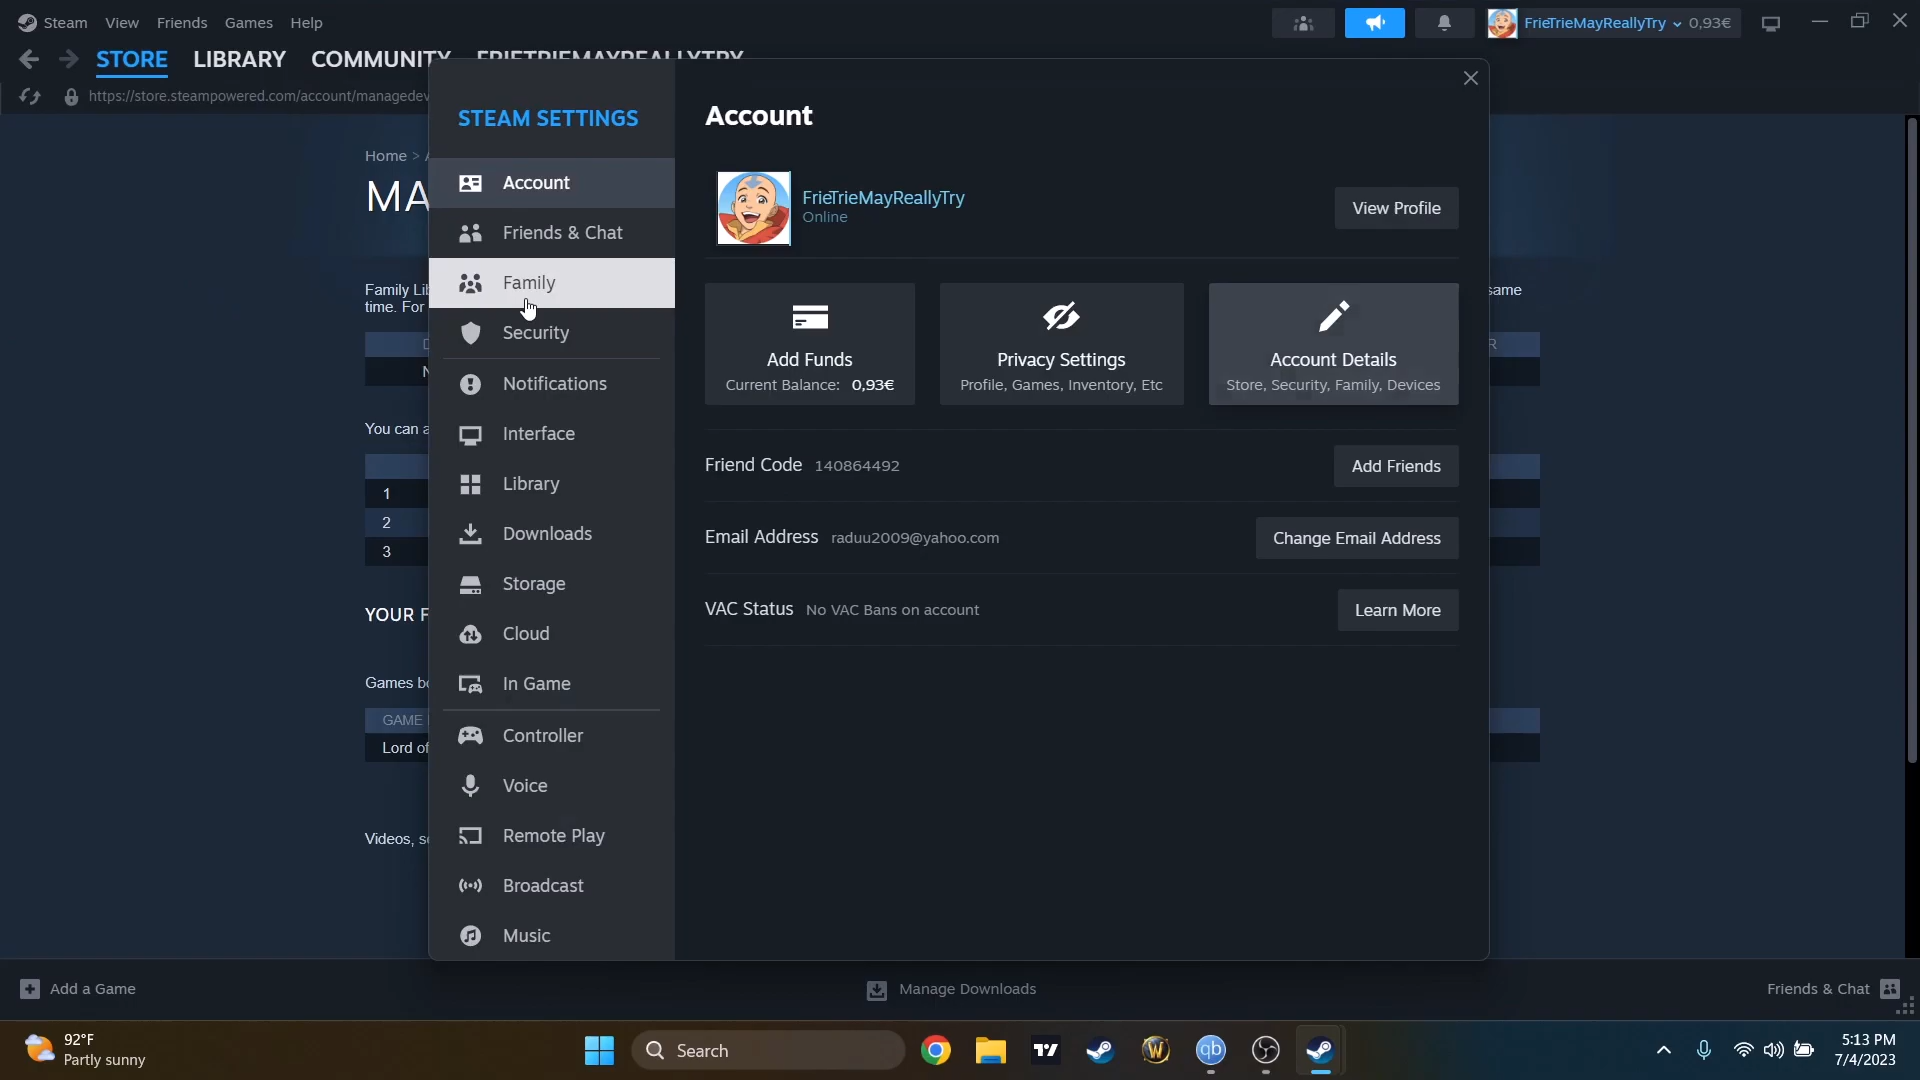 Steam View Friends Games Help
FrieTrieMayReallyTry 0,93€
STORE LIBRARY COMMUNITY FRIETRIEMAYREALLYTRY
https://store.steampowered.com/account/managedev
Home >
MA
Family Lib
time. For
same
R
N
You can a
1
2
3
YOUR F
Games bo
GAME
Lord of
Videos, s
STEAM SETTINGS
Account
Friends & Chat
Family
Security
Notifications
Interface
Library
Downloads
Storage
Cloud
In Game
Controller
Voice
Remote Play
Broadcast
Music
Account
FrieTrieMayReallyTry
Online
View Profile
Add Funds
Current Balance: 0,93€
Privacy Settings
Profile, Games, Inventory, Etc
Account Details
Store, Security, Family, Devices
Friend Code 140864492
Add Friends
Email Address raduu2009@yahoo.com
Change Email Address
VAC Status No VAC Bans on account
Learn More
Add a Game
Manage Downloads
Friends & Chat
92°F
Partly sunny
Search
qb
5:13 PM
7/4/2023